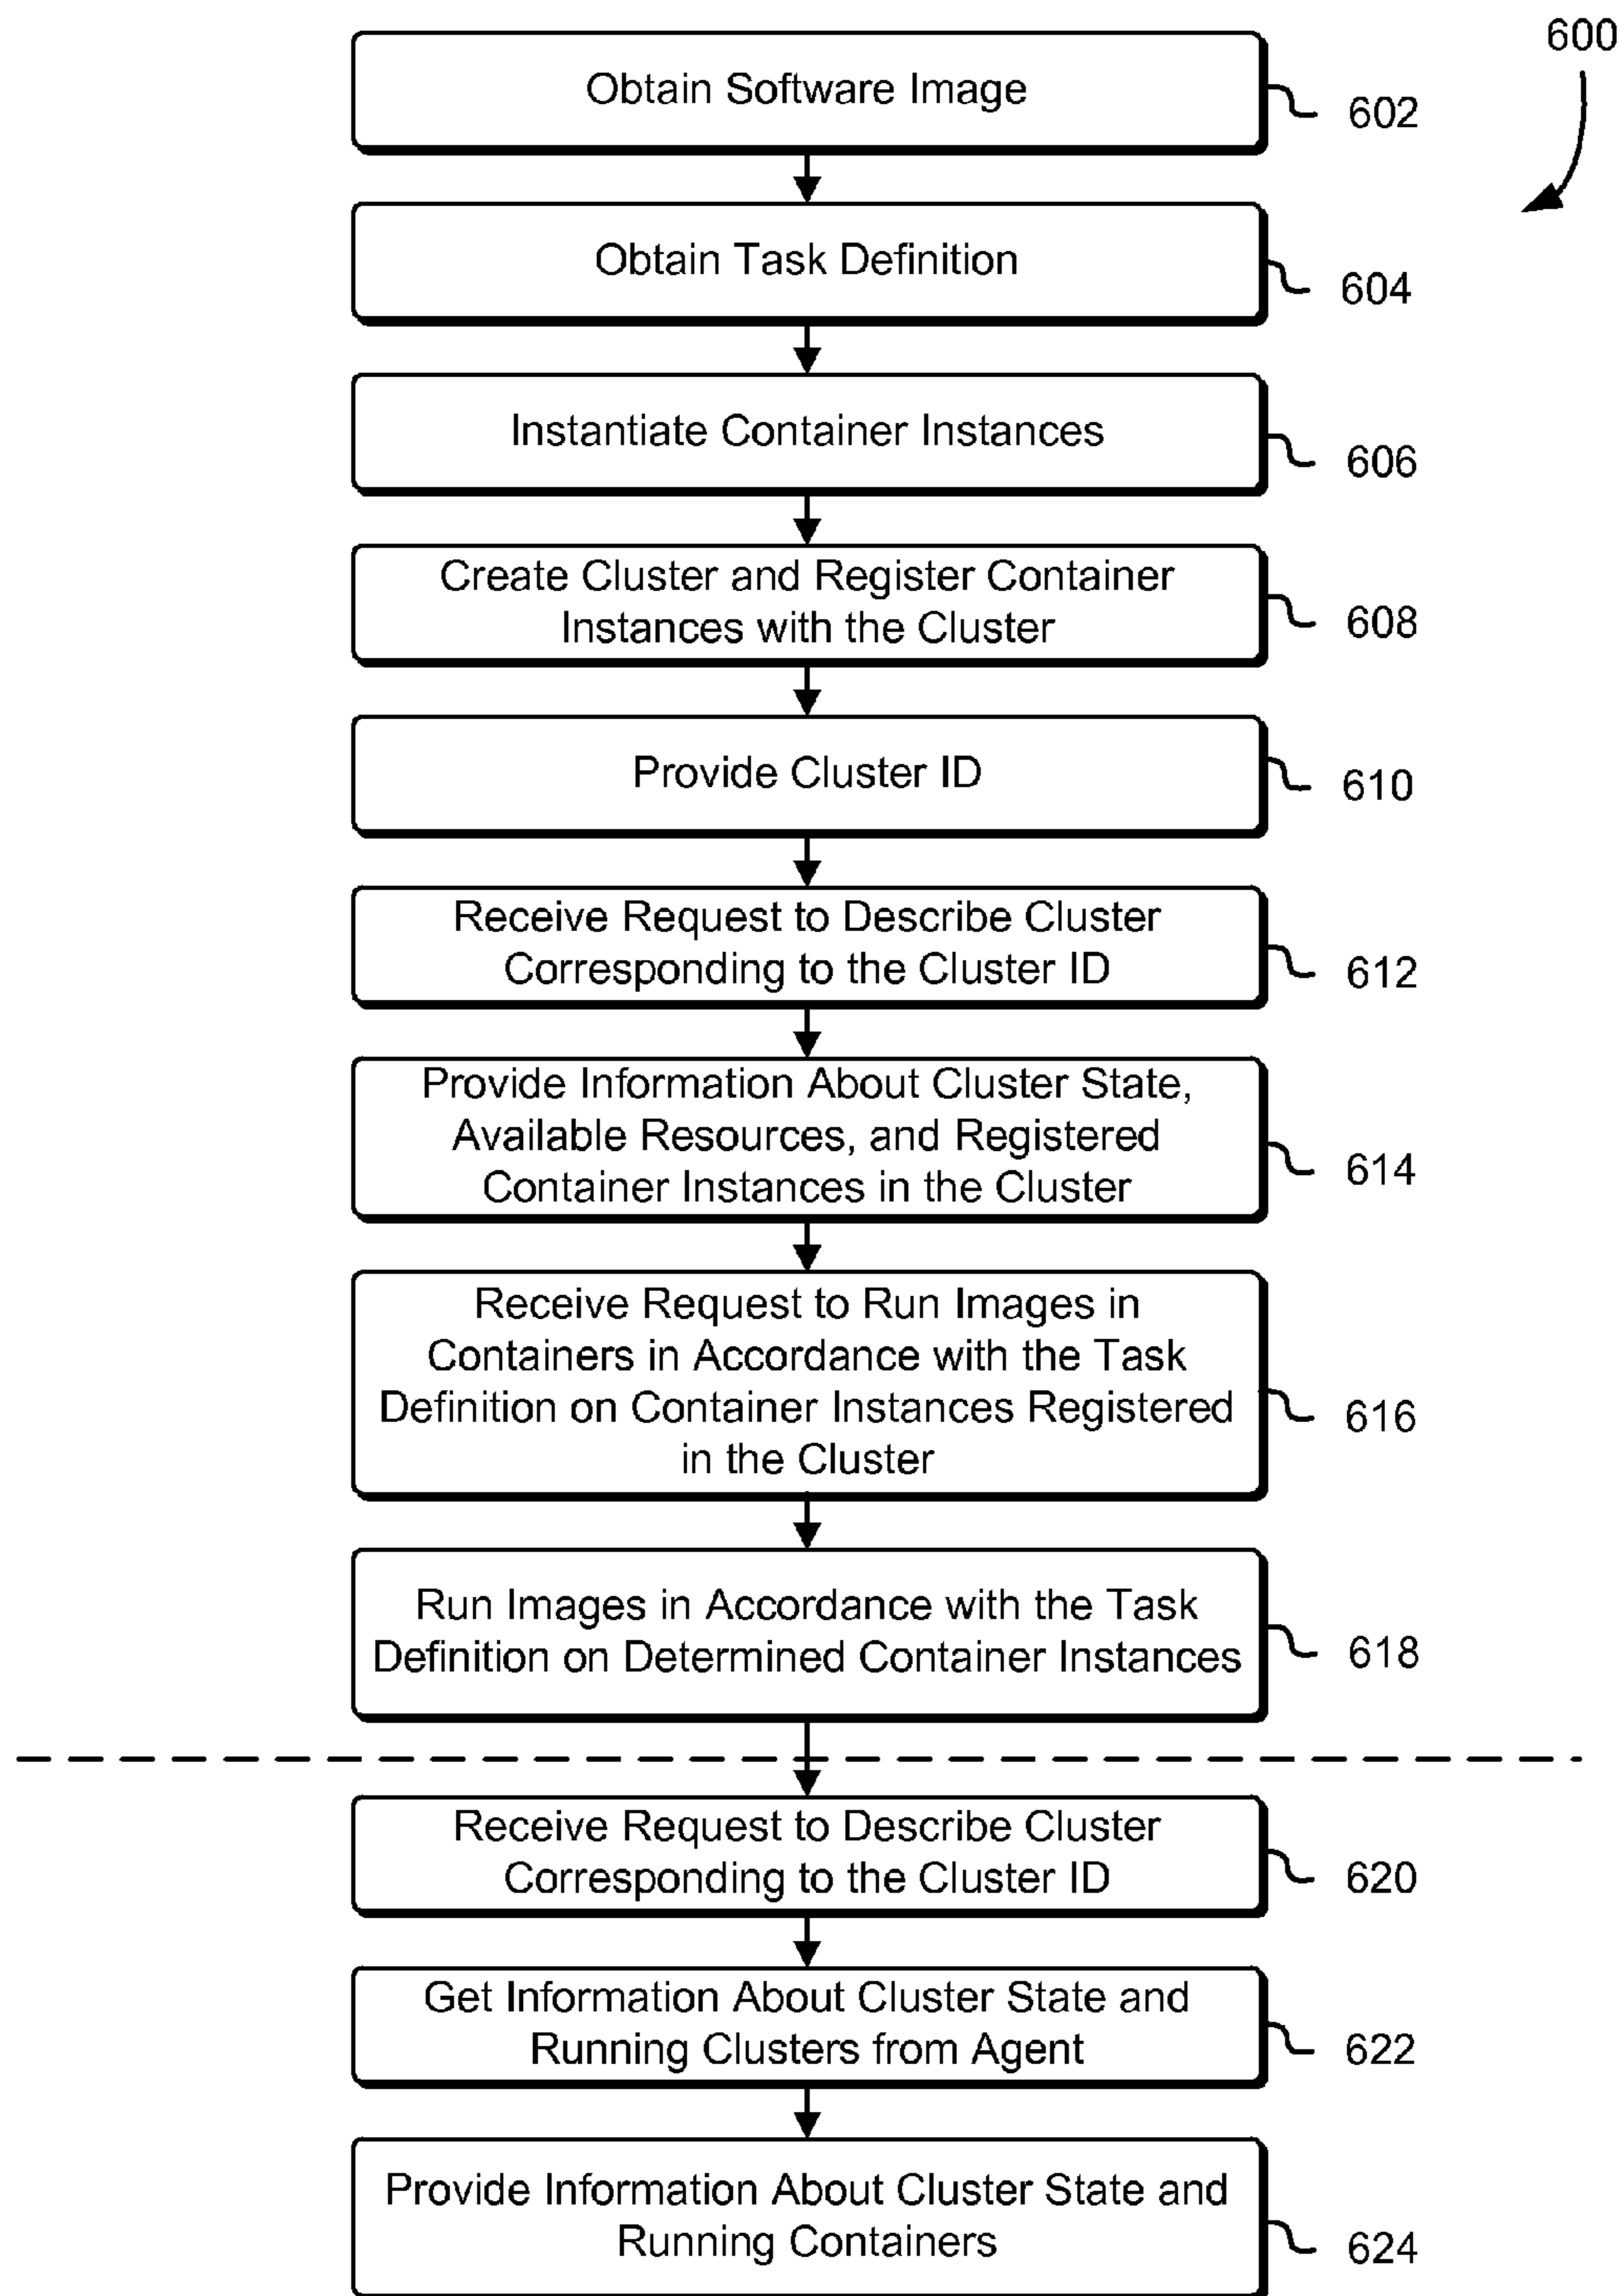 600
Obtain Software Image
602
Obtain Task Definition
604
Instantiate Container Instances
606
Create Cluster and Register Container
Instances with the Cluster
608
Provide Cluster ID
610
Receive Request to Describe Cluster
Corresponding to the Cluster ID
612
Provide Information About Cluster State,
Available Resources, and Registered
Container Instances in the Cluster
614
Receive Request to Run Images in
Containers in Accordance with the Task
Definition on Container Instances Registered
in the Cluster
616
Run Images in Accordance with the Task
Definition on Determined Container Instances
618
Receive Request to Describe Cluster
Corresponding to the Cluster ID
620
Get Information About Cluster State and
Running Clusters from Agent
622
Provide Information About Cluster State and
Running Containers
624